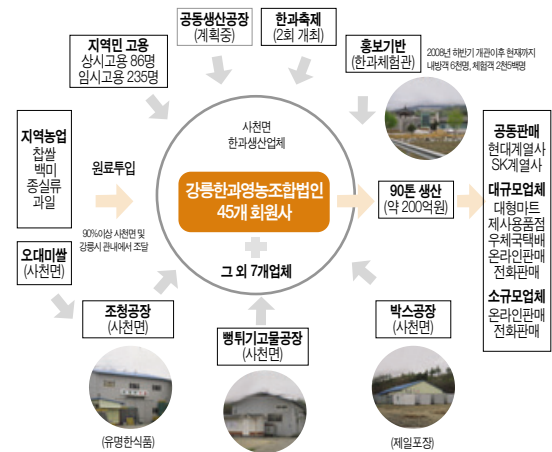 공동생산공장
(계획중)
한과축제
(2회 개최)
지역민 고용
상시고용 86명
임시고용 235명
홍보기반
(한과체험관)
2008년 하반기 개관이후 현재까지
내방객 6천명, 체험객 2천5백명
지역농업
찹쌀
백미
종실류
과일
원료투입
90%이상 사천면 및
강릉시 관내에서 조달
오대미쌀
(사천면)
사천면
한과생산업체
강릉한과영농조합법인
45개 회원사
그 외 7개업체
90톤 생산
(약 200억원)
공동판매
현대계열사
SK계열사
대규모업체
대형마트
제사용품점
우체국택배
온라인판매
전화판매
소규모업체
온라인판매
전화판매
조청공장
(사천면)
(유명한식품)
뻥튀기고물공장
(사천면)
박스공장
(사천면)
(제일포장)